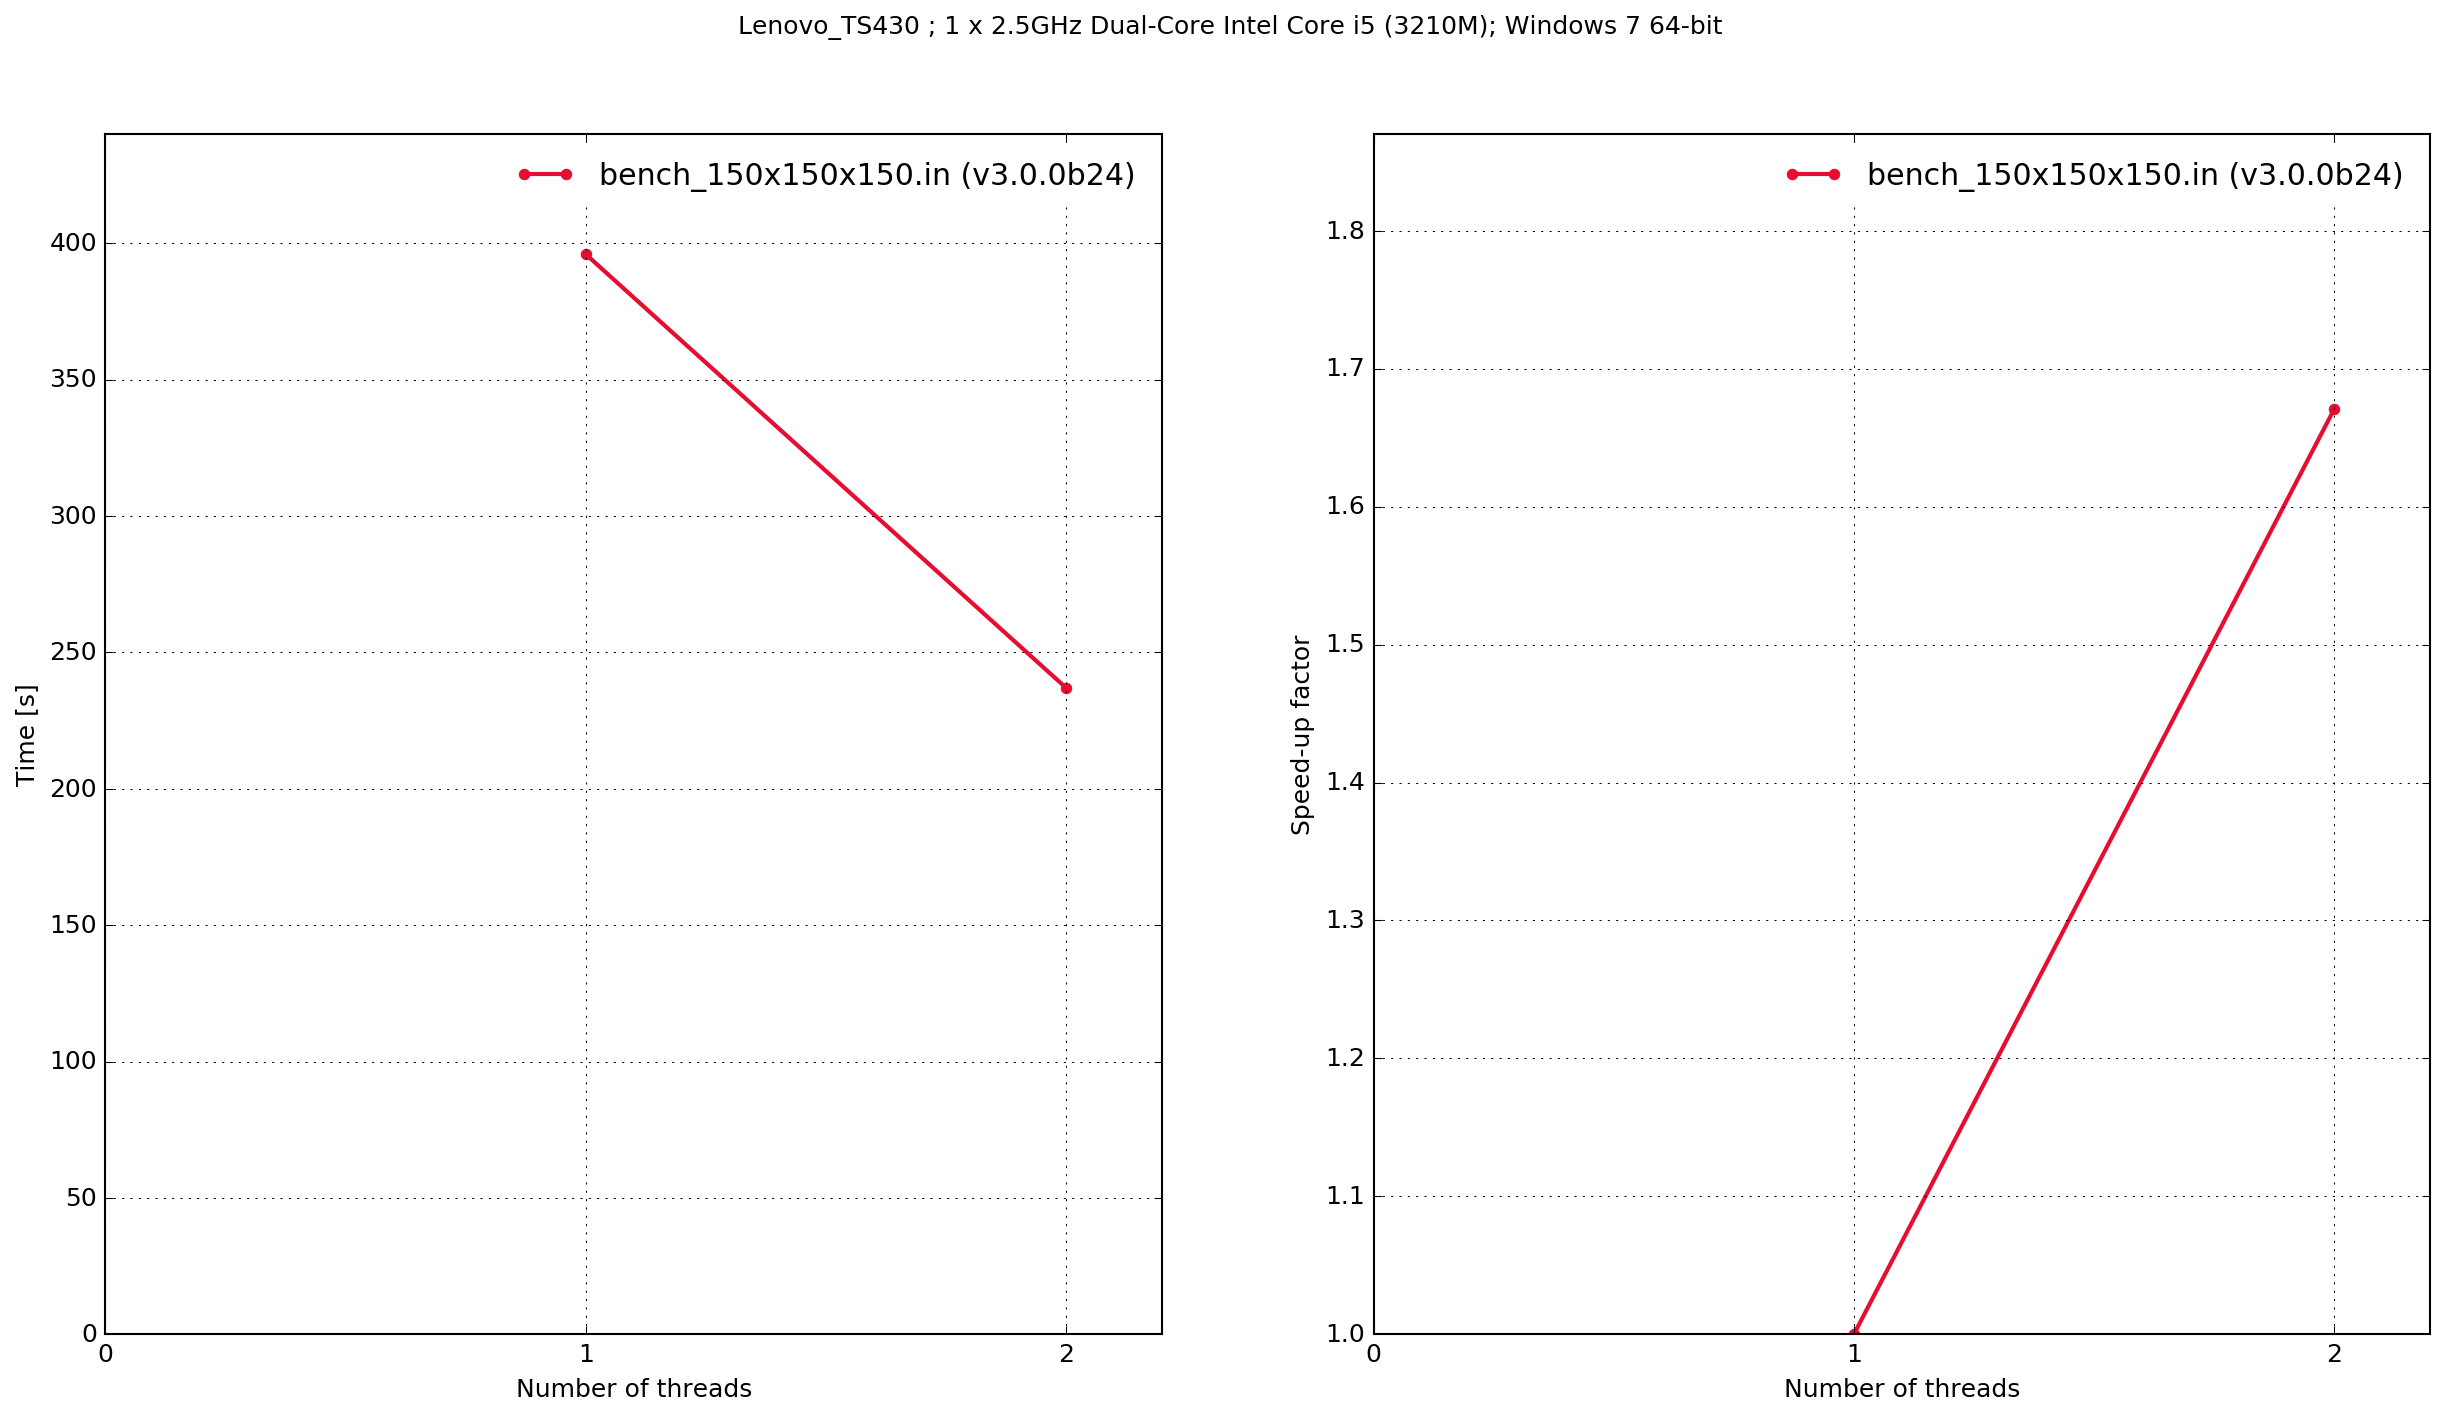 Lenovo_TS430 ; 1 x 2.5GHz Dual-Core Intel Core i5 (3210M); Windows 7 64-bit
bench_150x150x150.in (v3.0.0b24)
400
350
300
250
200
150
100
50
0
Time [s]
0 1 2
Number of threads
bench_150x150x150.in (v3.0.0b24)
1.8
1.7
1.6
1.5
1.4
1.3
1.2
1.1
1.0
Speed-up factor
0 1 2
Number of threads